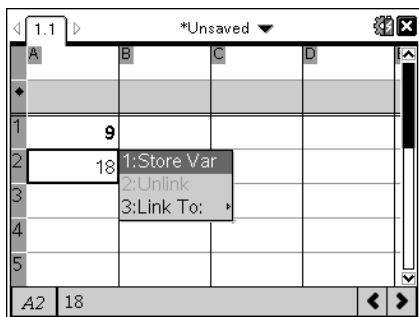 1.1 *Unsaved
A B C D
1 9
2 18 1:Store Var
2:Unlink
3 3:Link To:
4
5
A2 18